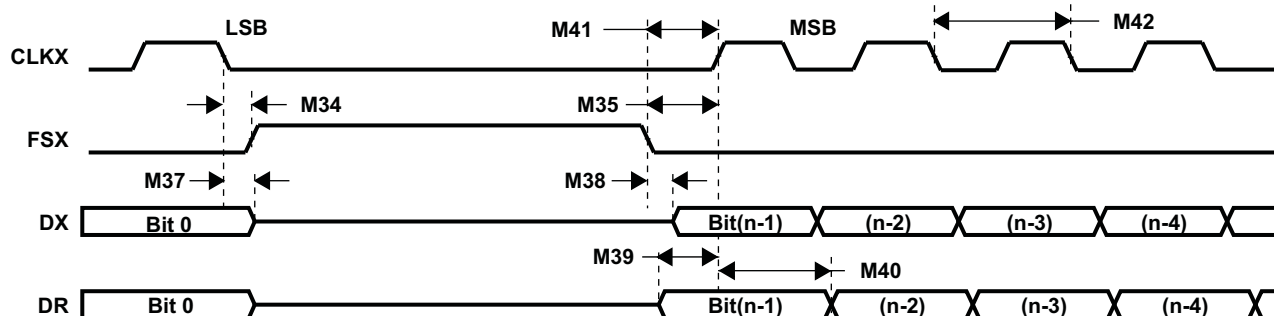 LSB M41 MSB M42
CLKX
M34 M35
FSX
M37 M38
DX Bit 0 Bit(n-1) (n-2) (n-3) (n-4)
M39 M40
DR Bit 0 Bit(n-1) (n-2) (n-3) (n-4)